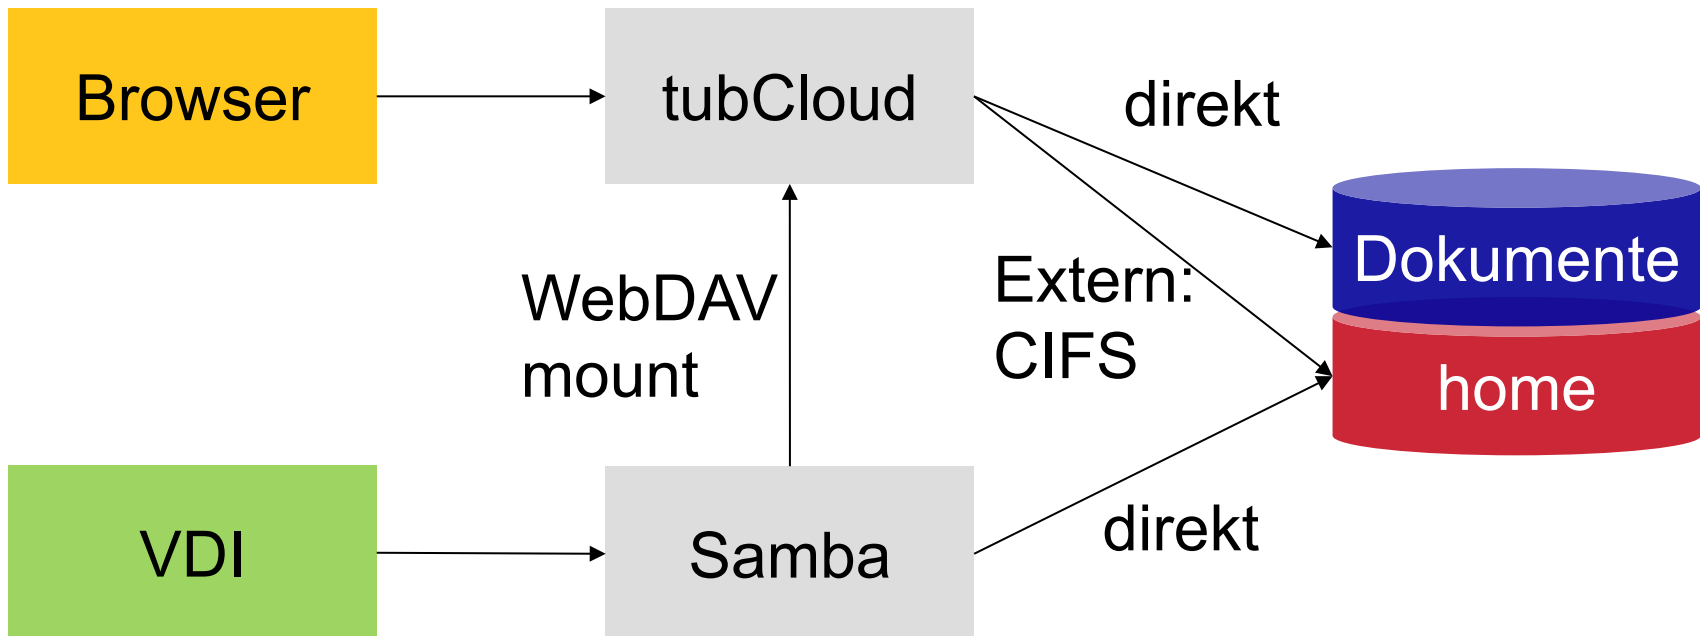 Browser
tubCloud
direkt
Dokumente
WebDAV
mount
Extern:
CIFS
home
VDI
Samba
direkt